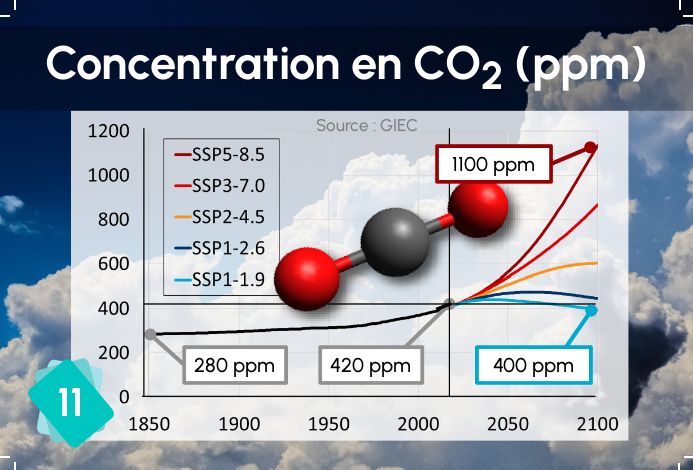 Concentration en CO₂ (ppm)
Source : GIEC
1200
1000
800
600
400
200
0
SSP5-8.5
SSP3-7.0
SSP2-4.5
SSP1-2.6
SSP1-1.9
1100 ppm
280 ppm
420 ppm
400 ppm
1850
1900
1950
2000
2050
2100
11